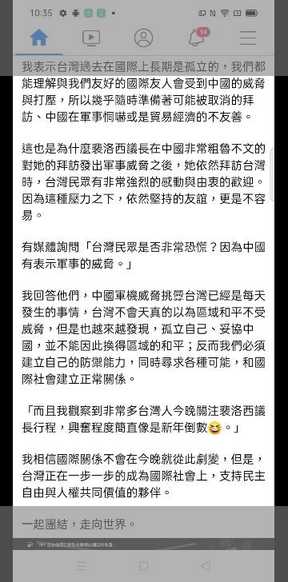 10:35
14
我表示台灣過去在國際上長期是孤立的，我們都
能理解與我們友好的國際友人會受到中國的威脅
與打壓，所以幾乎隨時準備著可能被取消的拜
訪、中國在軍事恫嚇或是貿易經濟的不友善。
這也是為什麼裴洛西議長在中國非常粗魯不文的
對她的拜訪發出軍事威脅之後，她依然拜訪台灣
時，台灣民眾有非常強烈的感動與由衷的歡迎。
因為這種壓力之下，依然堅持的友誼，更是不容
易。
有媒體詢問「台灣民眾是否非常恐慌？因為中國
有表示軍事的威脅。」
我回答他們，中國軍機威脅挑釁台灣已經是每天
發生的事情，台灣不會天真的以為區域和平不受
威脅，但是也越來越發現，孤立自己、妥協中
國，並不能因此換得區域的和平；反而我們必須
建立自己的防禦能力，同時尋求各種可能，和國
際社會建立正常關係。
「而且我觀察到非常多台灣人今晚關注裴洛西議
長行程，興奮程度簡直像是新年倒數😆。」
我相信國際關係不會在今晚就從此劇變，但是，
台灣正在一步一步的成為國際社會上，支持民主
自由與人權共同價值的夥伴。
一起團結，走向世界。